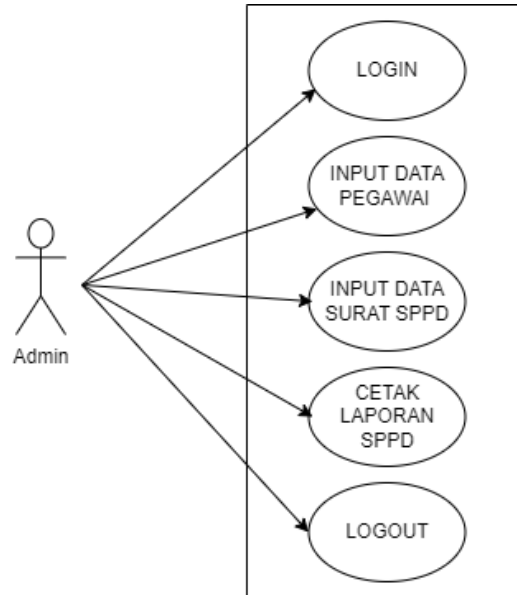 LOGIN
INPUT DATA
PEGAWAI
INPUT DATA
SURAT SPPD
Admin
CETAK
LAPORAN
SPPD
LOGOUT